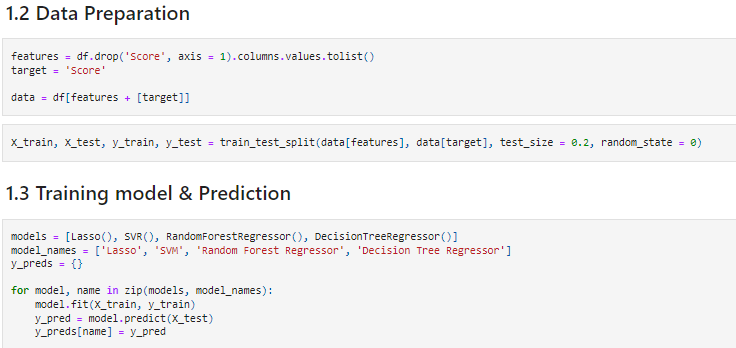 1.2 Data Preparation
features = df.drop('Score', axis = 1).columns.values.tolist()
target = 'Score'
data = df[features + [target]]
X_train, X_test, y_train, y_test = train_test_split(data[features], data[target], test_size = 0.2, random_state = 0)
1.3 Training model & Prediction
models = [Lasso(), SVR(), RandomForestRegressor(), DecisionTreeRegressor()]
model_names = ['Lasso', 'SVM', 'Random Forest Regressor', 'Decision Tree Regressor']
y_preds = {}
for model, name in zip(models, model_names):
    model.fit(X_train, y_train)
    y_pred = model.predict(X_test)
    y_preds[name] = y_pred